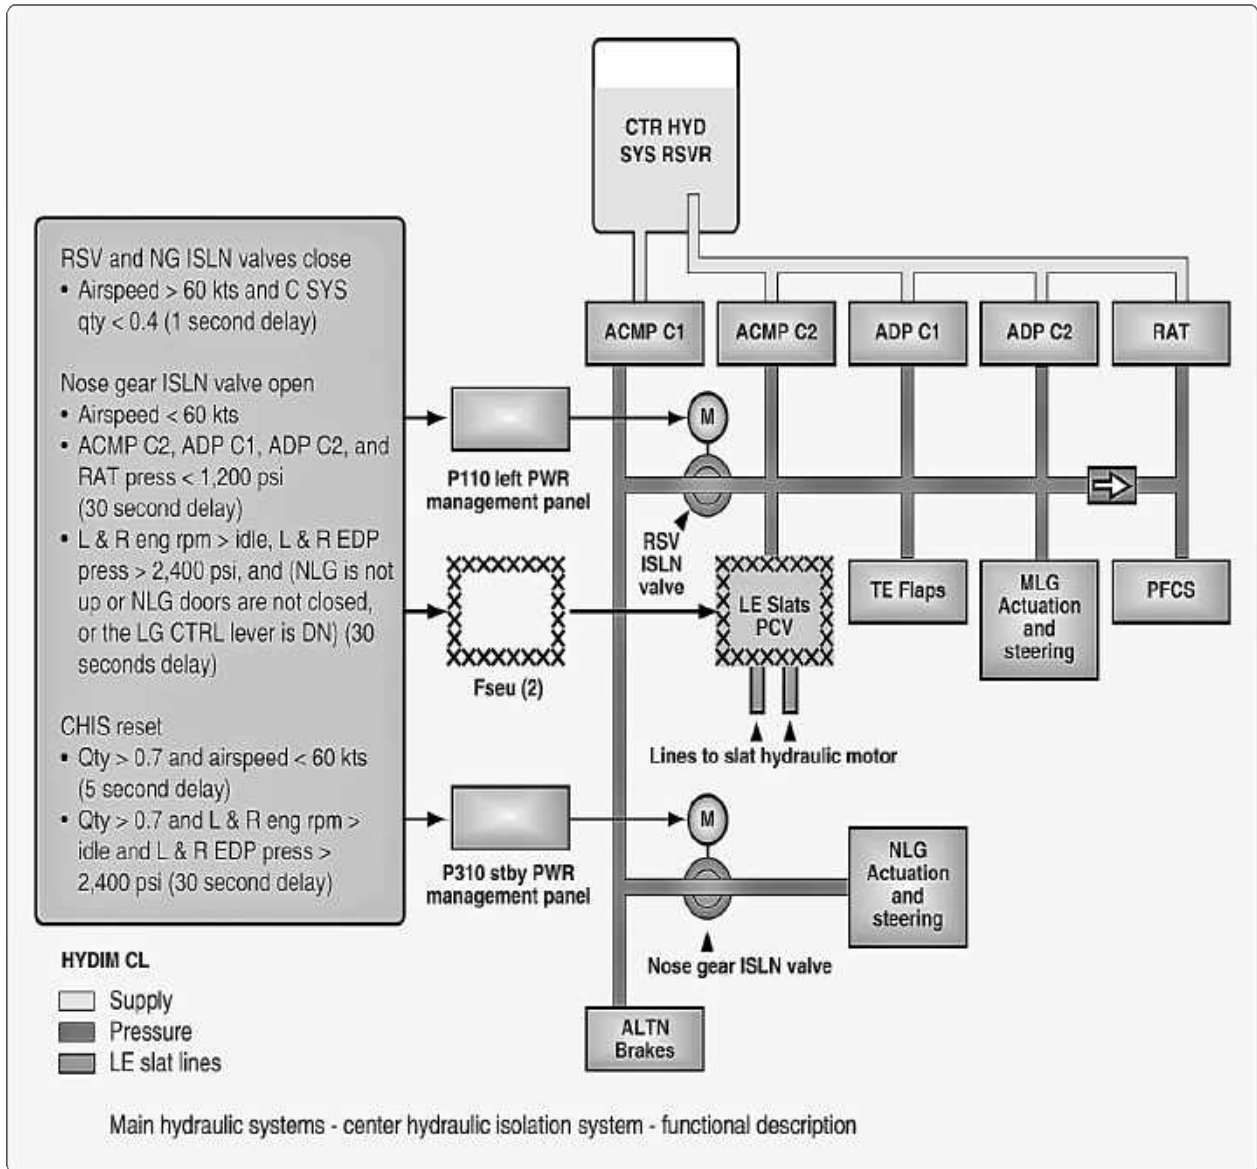 CTR HYD
SYS RSVR
RSV and NG ISLN valves close
• Airspeed > 60 kts and C SYS
qty < 0.4 (1 second delay)
Nose gear ISLN valve open
• Airspeed < 60 kts
• ACMP C2, ADP C1, ADP C2, and
RAT press < 1,200 psi
(30 second delay)
• L & R eng rpm > idle, L & R EDP
press > 2,400 psi, and (NLG is not
up or NLG doors are not closed,
or the LG CTRL lever is DN) (30
seconds delay)
CHIS reset
• Qty > 0.7 and airspeed < 60 kts
(5 second delay)
• Qty > 0.7 and L & R eng rpm >
idle and L & R EDP press >
2,400 psi (30 second delay)
HYDIM CL
ACMP C1
ACMP C2
ADP C1
ADP C2
RAT
M
P110 left PWR
management panel
RSV
ISLN
valve
Fseu (2)
LE Slats
PCV
TE Flaps
MLG
Actuation
and
steering
PFCS
Lines to slat hydraulic motor
M
P310 stby PWR
management panel
NLG
Actuation
and
steering
Nose gear ISLN valve
ALTN
Brakes
Supply
Pressure
LE slat lines
Main hydraulic systems - center hydraulic isolation system - functional description